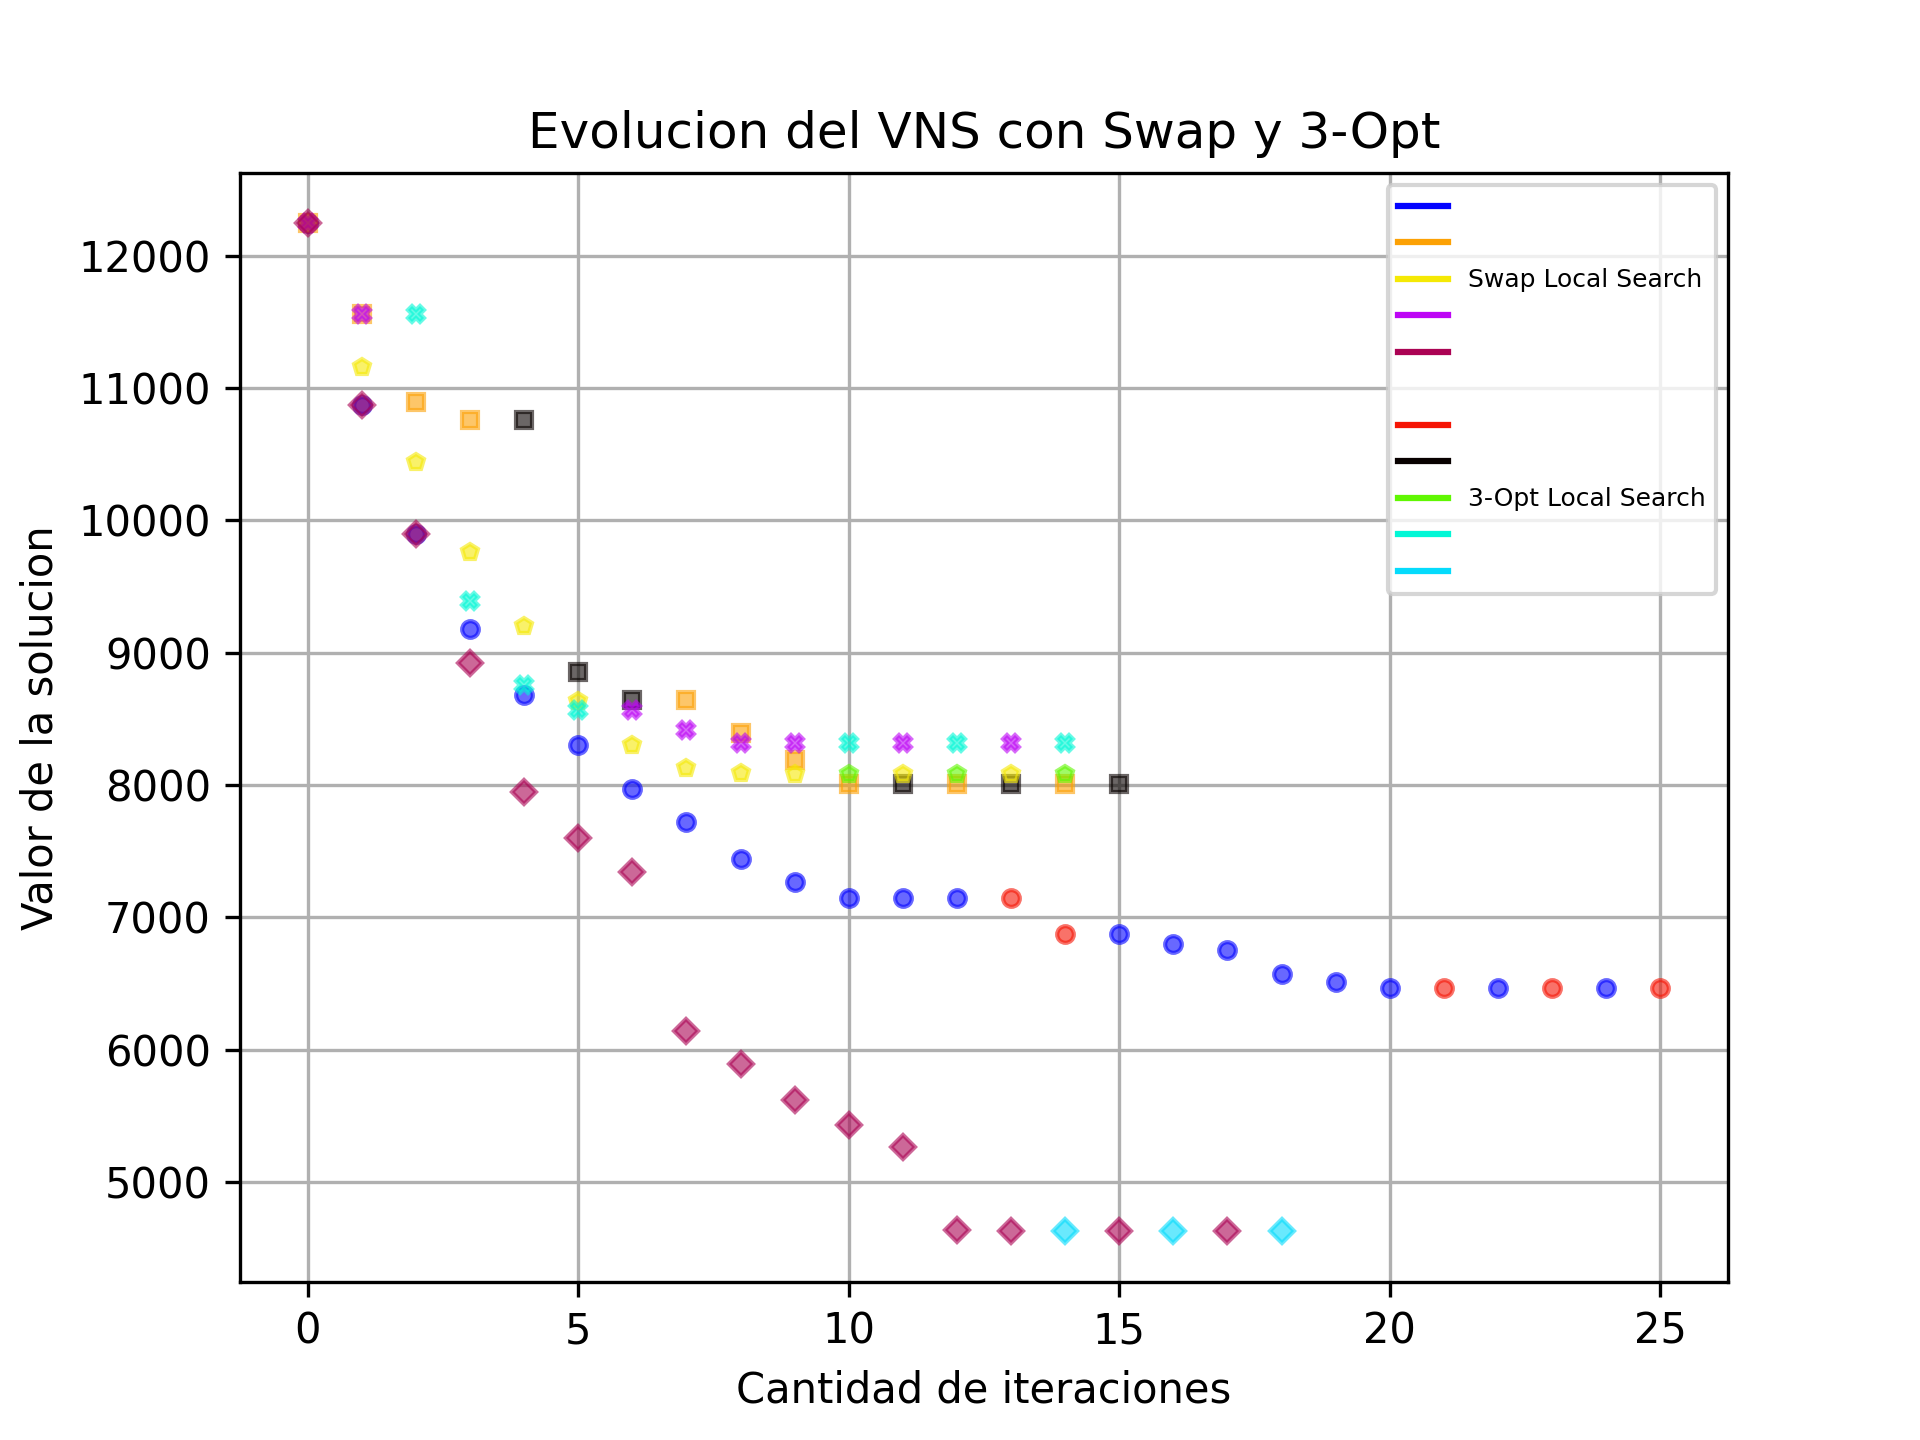 Evolucion del VNS con Swap y 3-Opt
Valor de la solucion
12000
11000
10000
9000
8000
7000
6000
5000
Swap Local Search
3-Opt Local Search
0 5 10 15 20 25
Cantidad de iteraciones